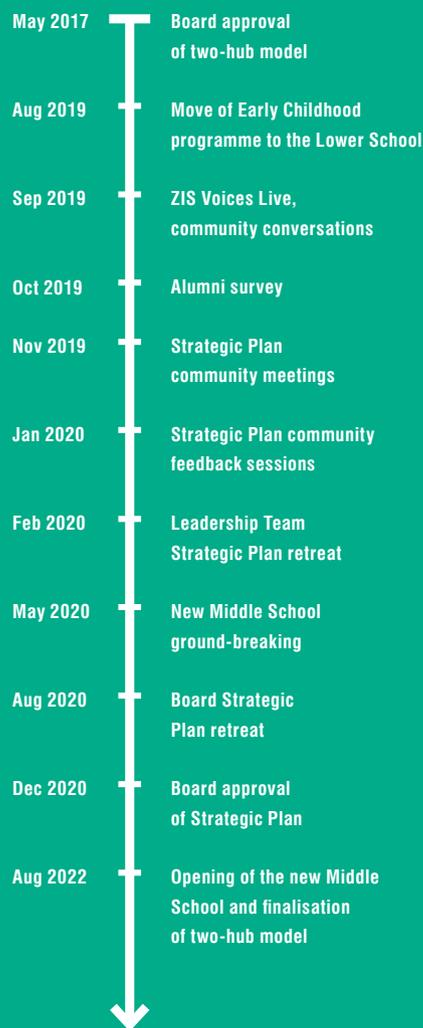 May 2017
Board approval
of two-hub model
Aug 2019
Move of Early Childhood
programme to the Lower School
Sep 2019
ZIS Voices Live,
community conversations
Oct 2019
Alumni survey
Nov 2019
Strategic Plan
community meetings
Jan 2020
Strategic Plan community
feedback sessions
Feb 2020
Leadership Team
Strategic Plan retreat
May 2020
New Middle School
ground-breaking
Aug 2020
Board Strategic
Plan retreat
Dec 2020
Board approval
of Strategic Plan
Aug 2022
Opening of the new Middle
School and finalisation
of two-hub model